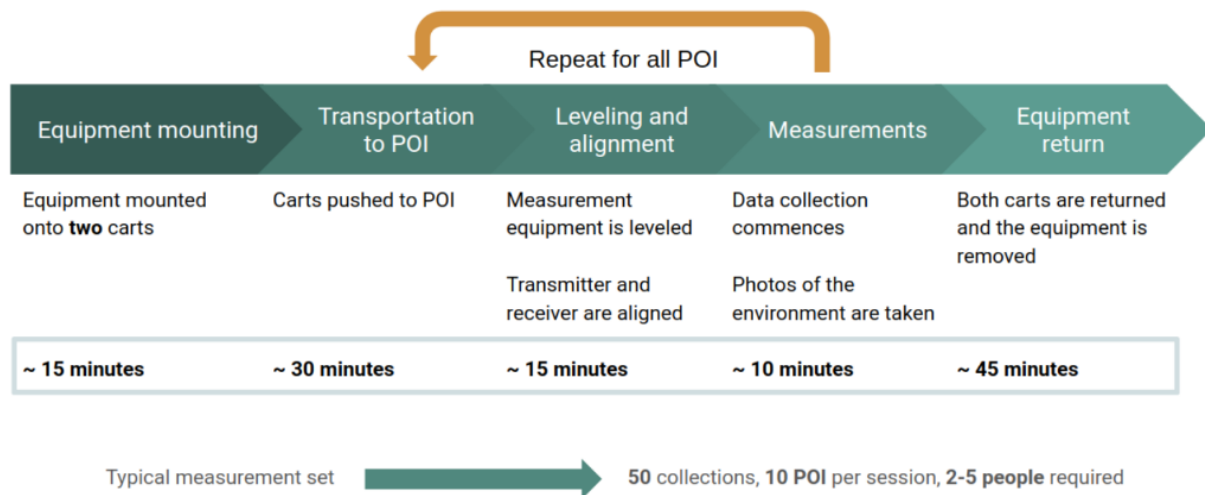 Repeat for all POI
Equipment mounting
Transportation
to POI
Leveling and
alignment
Measurements
Equipment
return
Equipment mounted
onto two carts
Carts pushed to POI
Measurement
equipment is leveled
Transmitter and
receiver are aligned
Data collection
commences
Photos of the
environment are taken
Both carts are returned
and the equipment is
removed
~ 15 minutes
~ 30 minutes
~ 15 minutes
~ 10 minutes
~ 45 minutes
Typical measurement set
50 collections, 10 POI per session, 2-5 people required